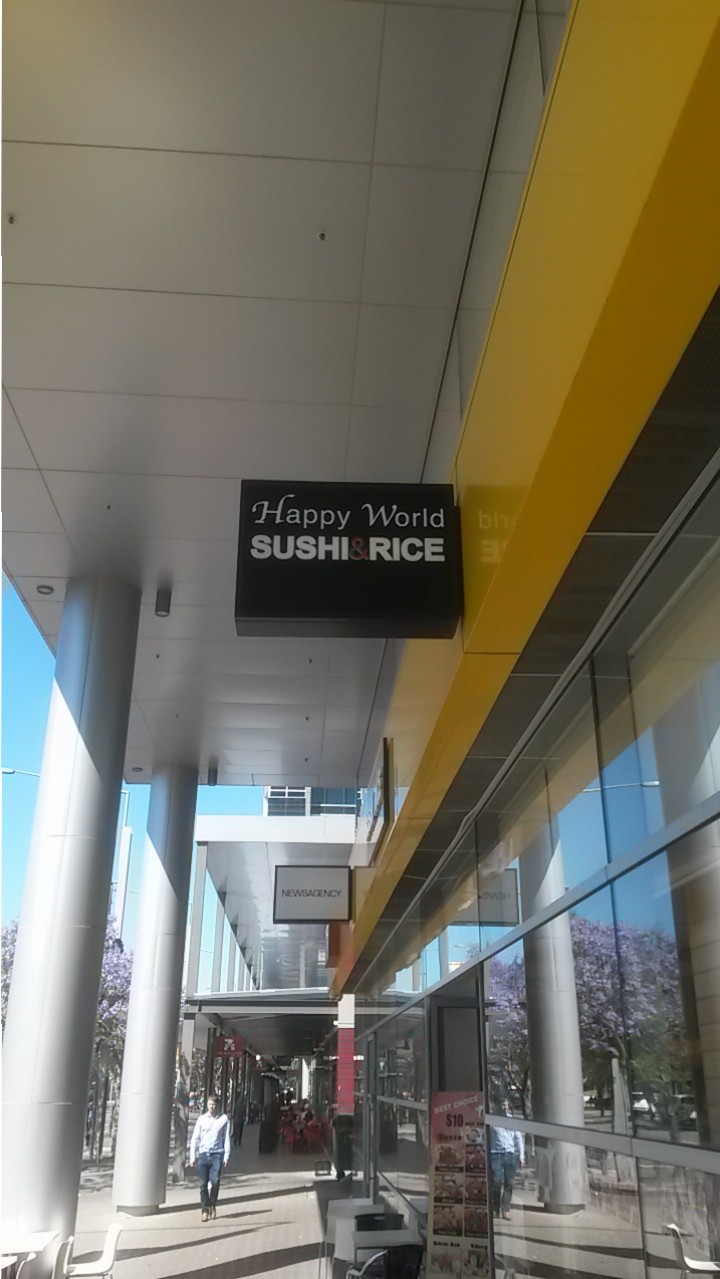 Happy World
SUSHI&RICE
NEWSAGENCY
BEST CHOICE
$10